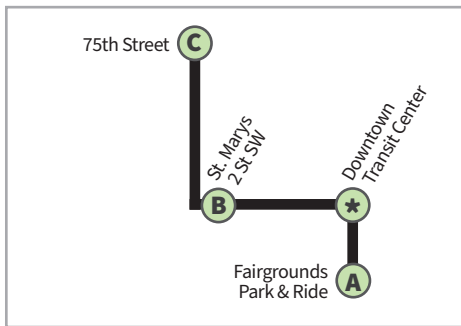 75th Street
C
St. Marys
2 St SW
B
Downtown
Transit Center
*
Fairgrounds
Park & Ride
A